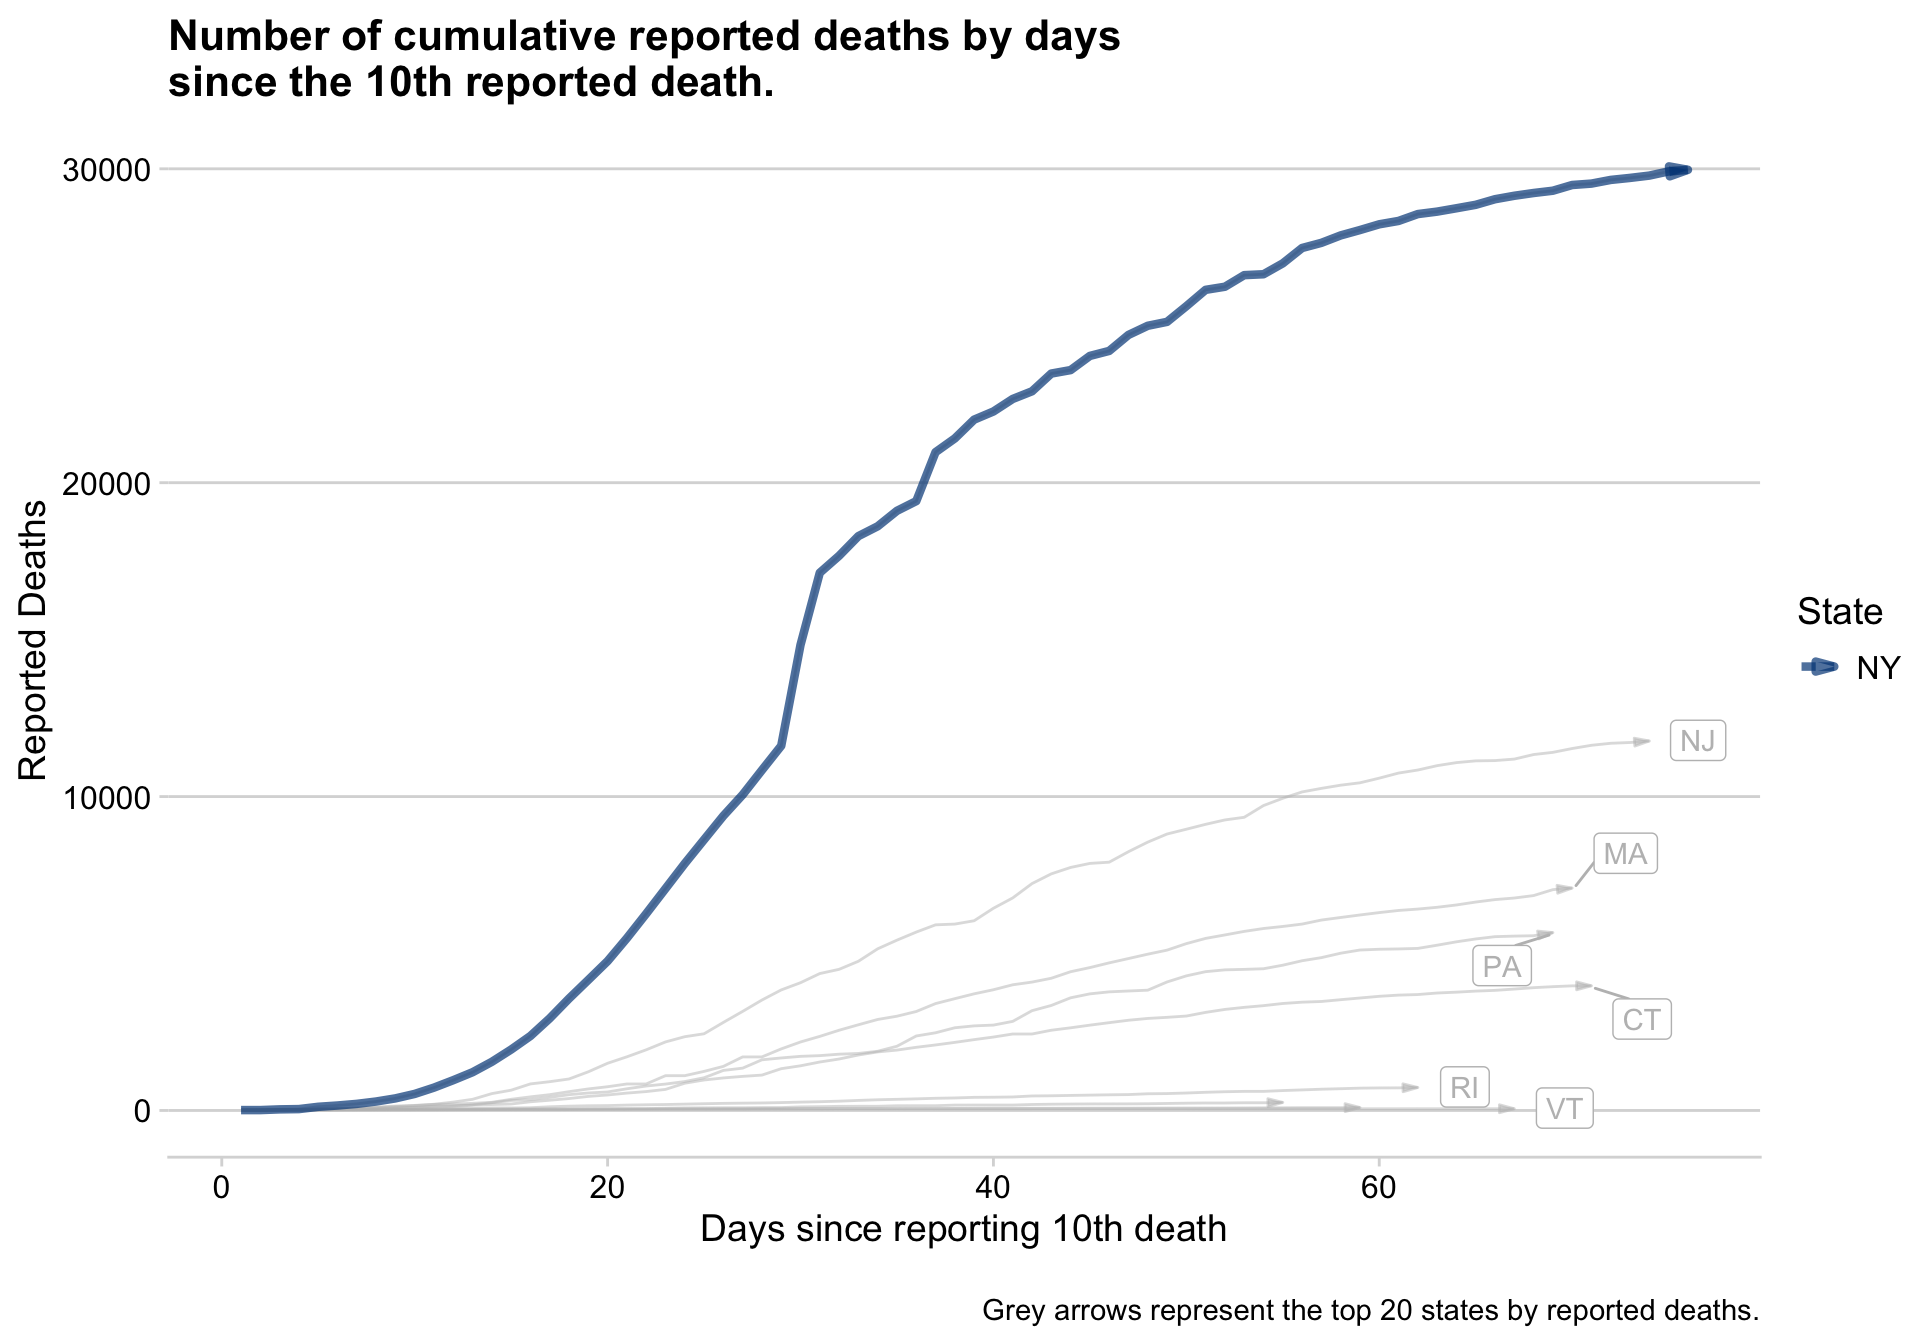 Number of cumulative reported deaths by days
since the 10th reported death.
30000
20000
10000
0
Reported Deaths
State
NY
NJ
MA
PA
CT
RI
VT
0 20 40 60
Days since reporting 10th death
Grey arrows represent the top 20 states by reported deaths.